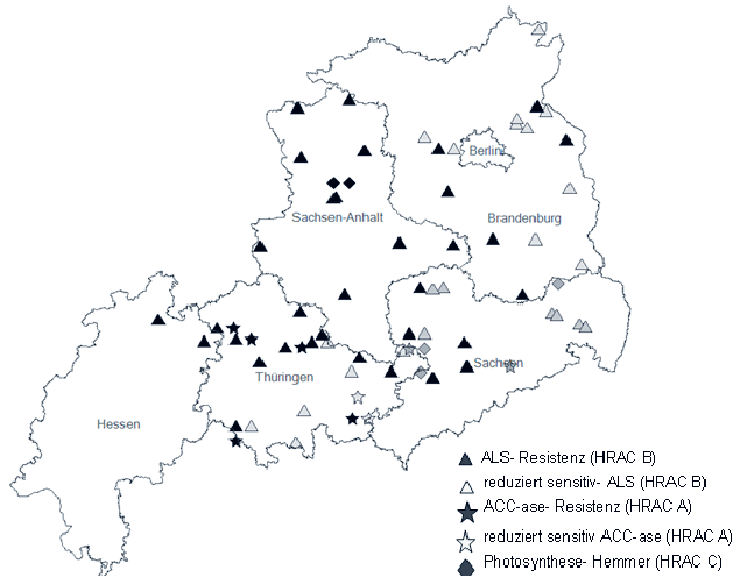 Berlin
Sachsen-Anhalt
Brandenburg
Sachsen
Thüringen
Hessen
ALS- Resistenz (HRAC B)
reduziert sensitiv- ALS (HRAC B)
ACC-ase- Resistenz (HRAC A)
reduziert sensitiv ACC-ase (HRAC A)
Photosynthese- Hemmer (HRAC C)